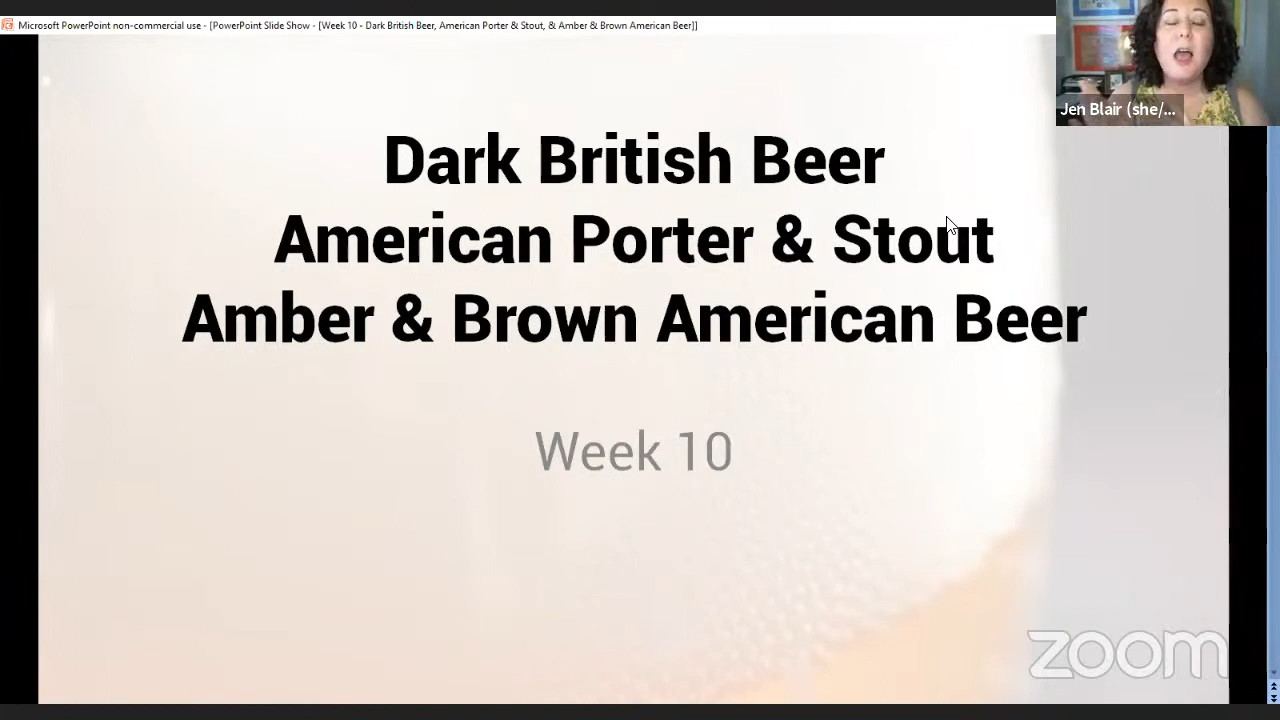 Microsoft PowerPoint non-commercial use - [PowerPoint Slide Show - [Week 10 - Dark British Beer, American Porter & Stout, & Amber & Brown American Beer]]
Jen Blair (she/...
Dark British Beer
American Porter & Stout
Amber & Brown American Beer
Week 10
zoom